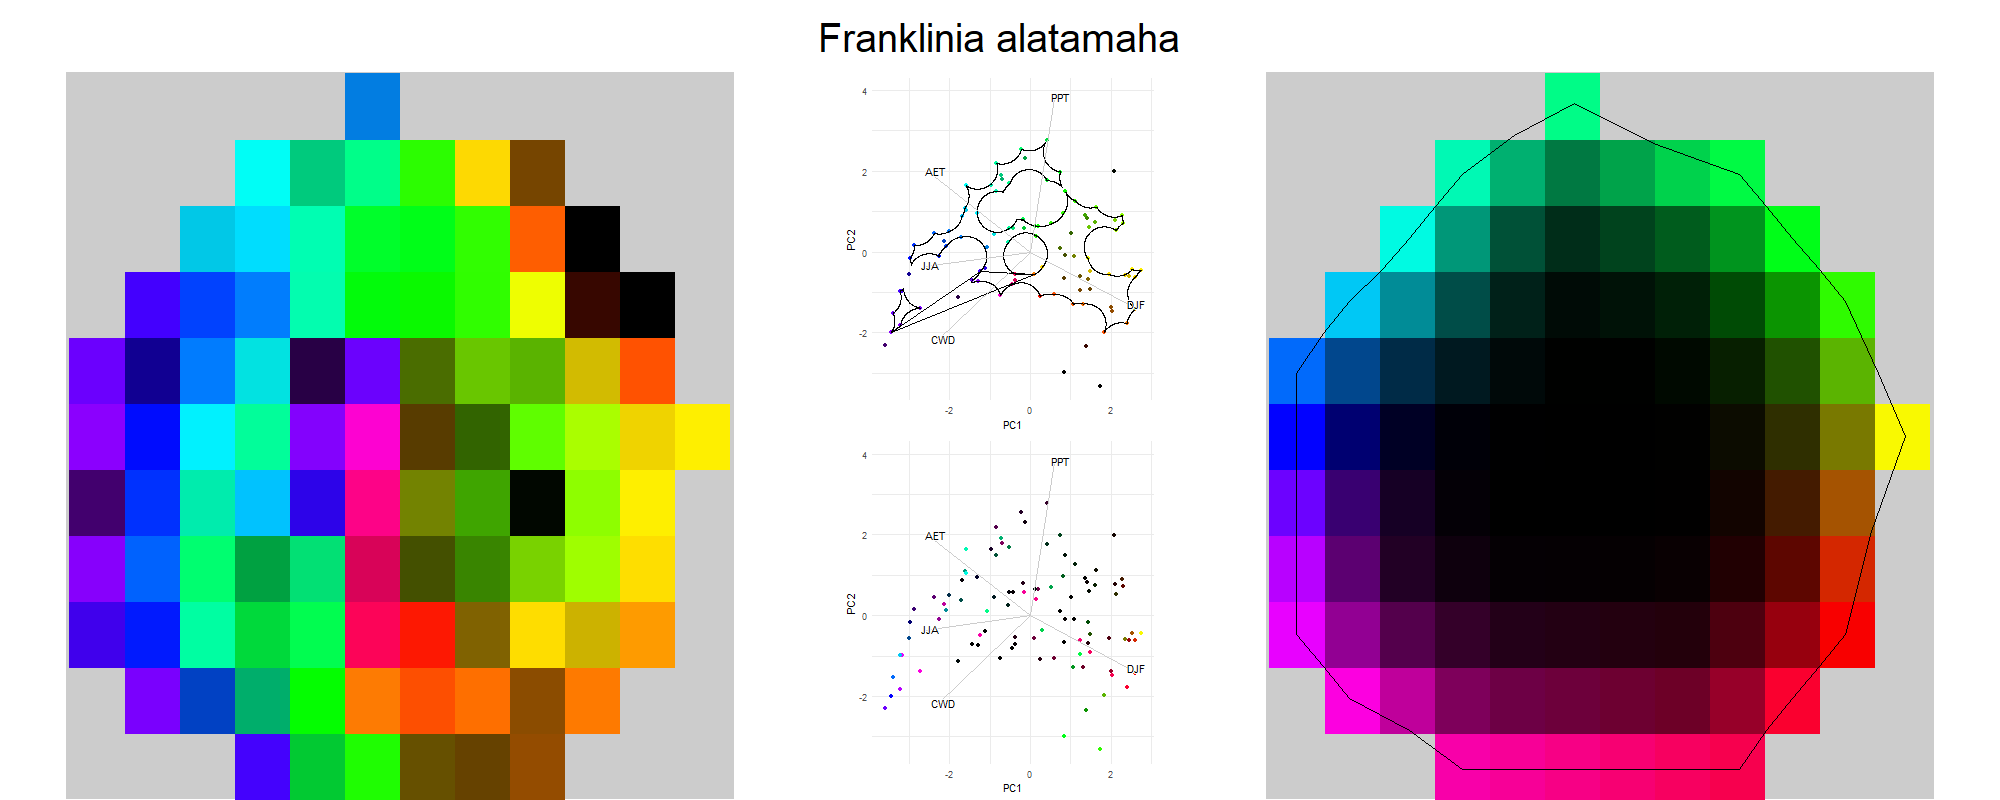 Franklinia alatamaha
4
PPT
2
AET
PC2
0
JJA
DJF
-2
CWD
-2
0
2
PC1
4
PPT
2
AET
PC2
0
JJA
DJF
-2
CWD
-2
0
2
PC1